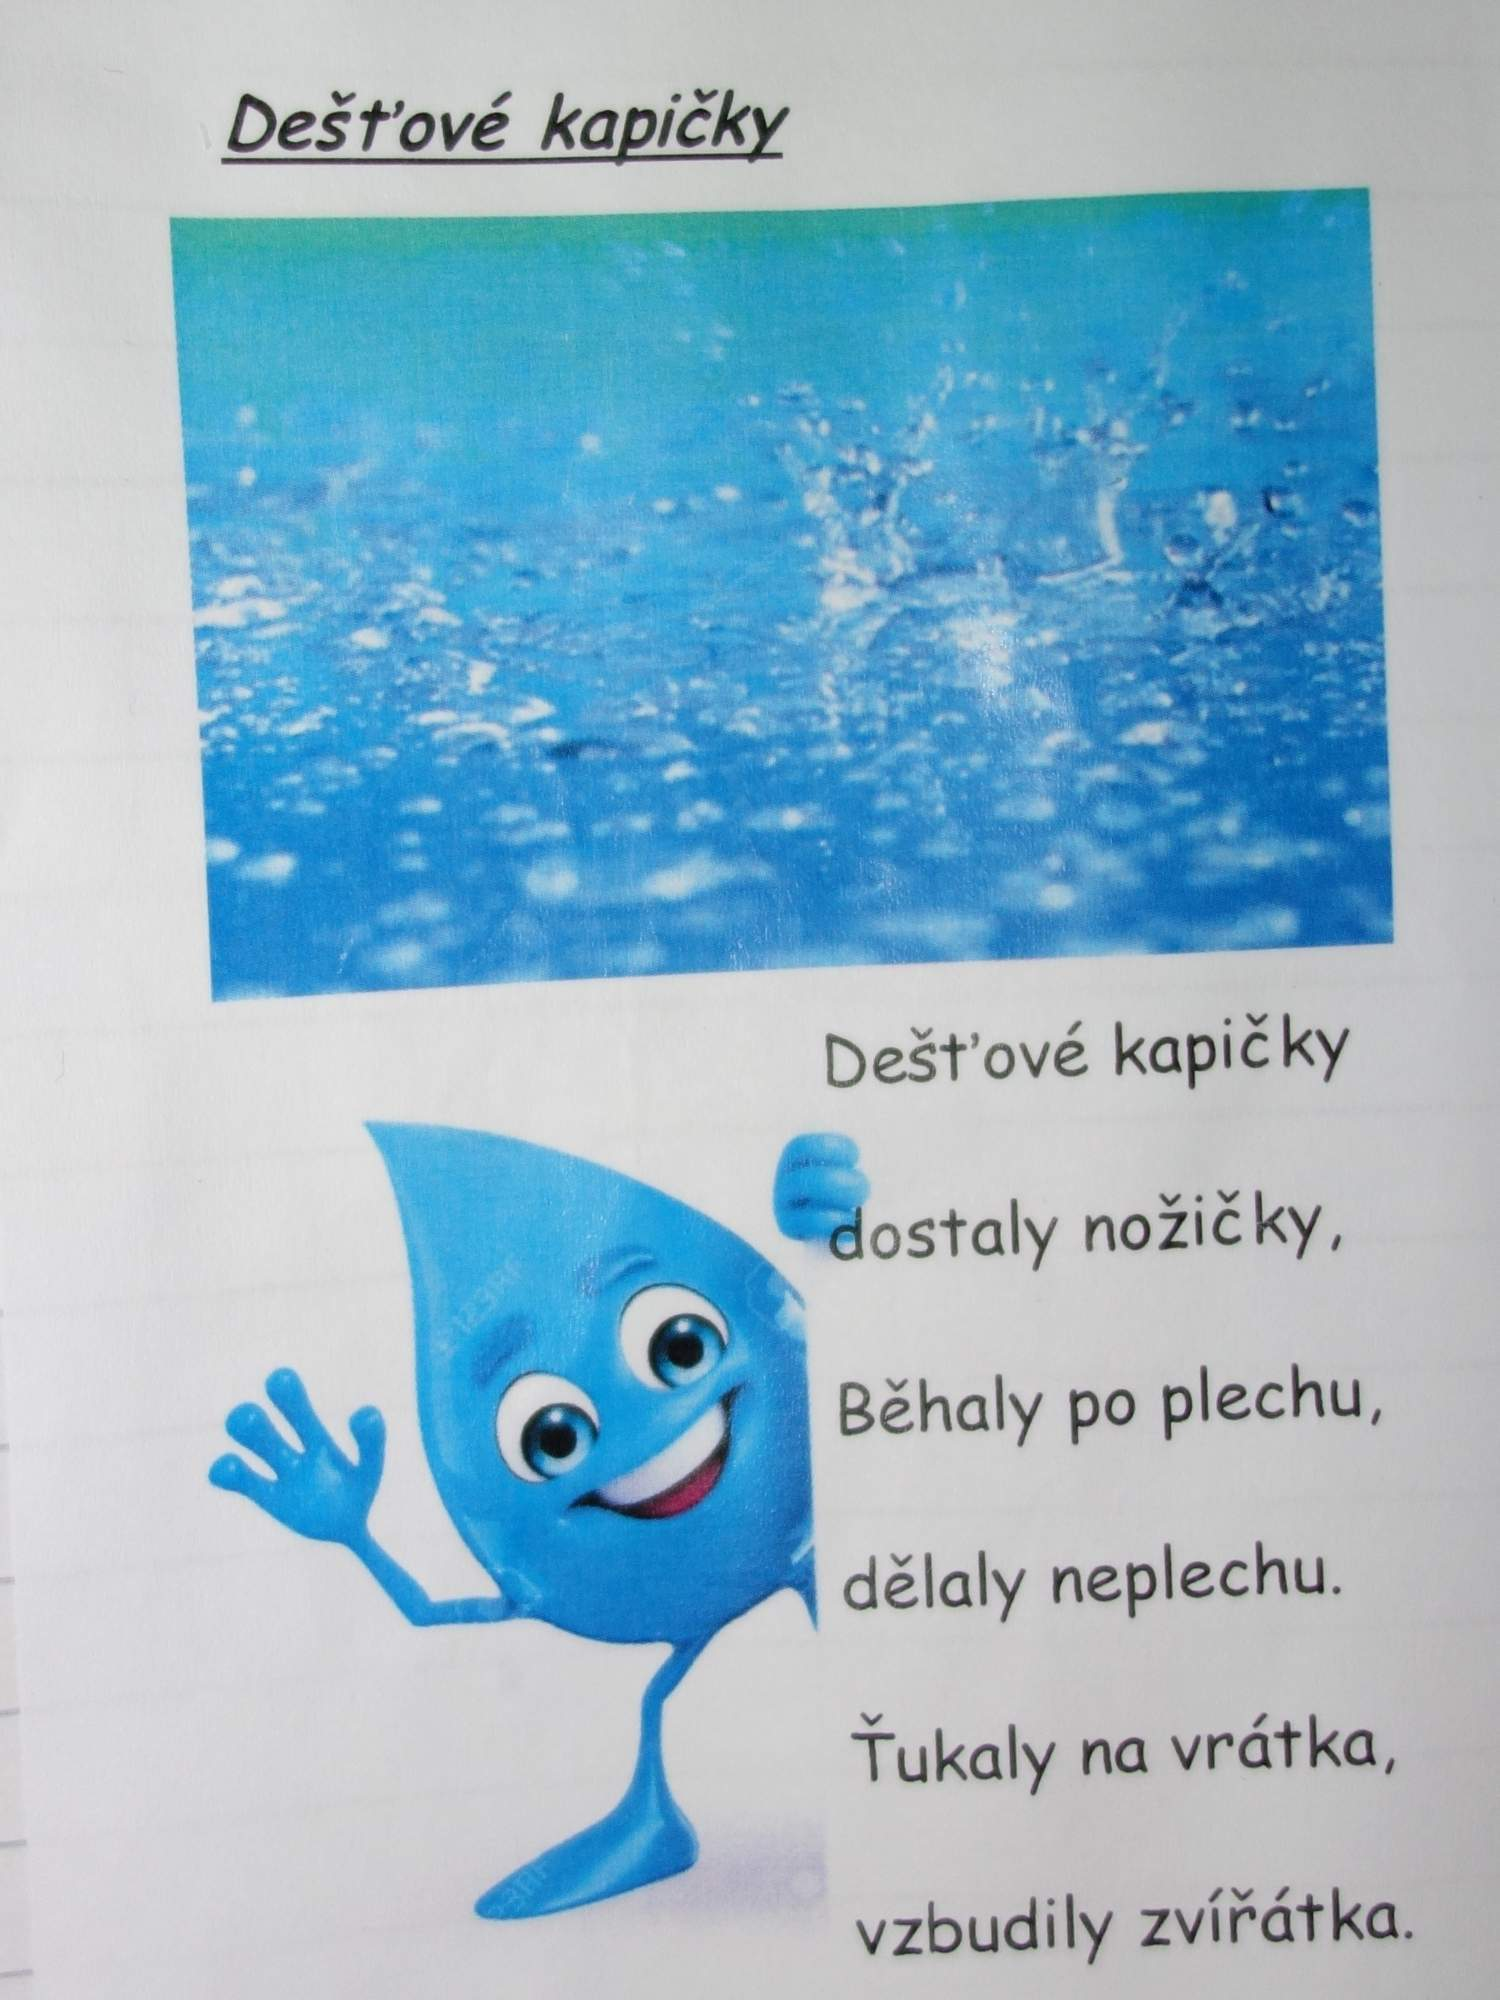 Dešťové kapičky
Dešťové kapičky
dostaly nožičky,
Běhaly po plechu,
dělaly neplechu.
Ťukaly na vrátka,
vzbudily zvířátka.